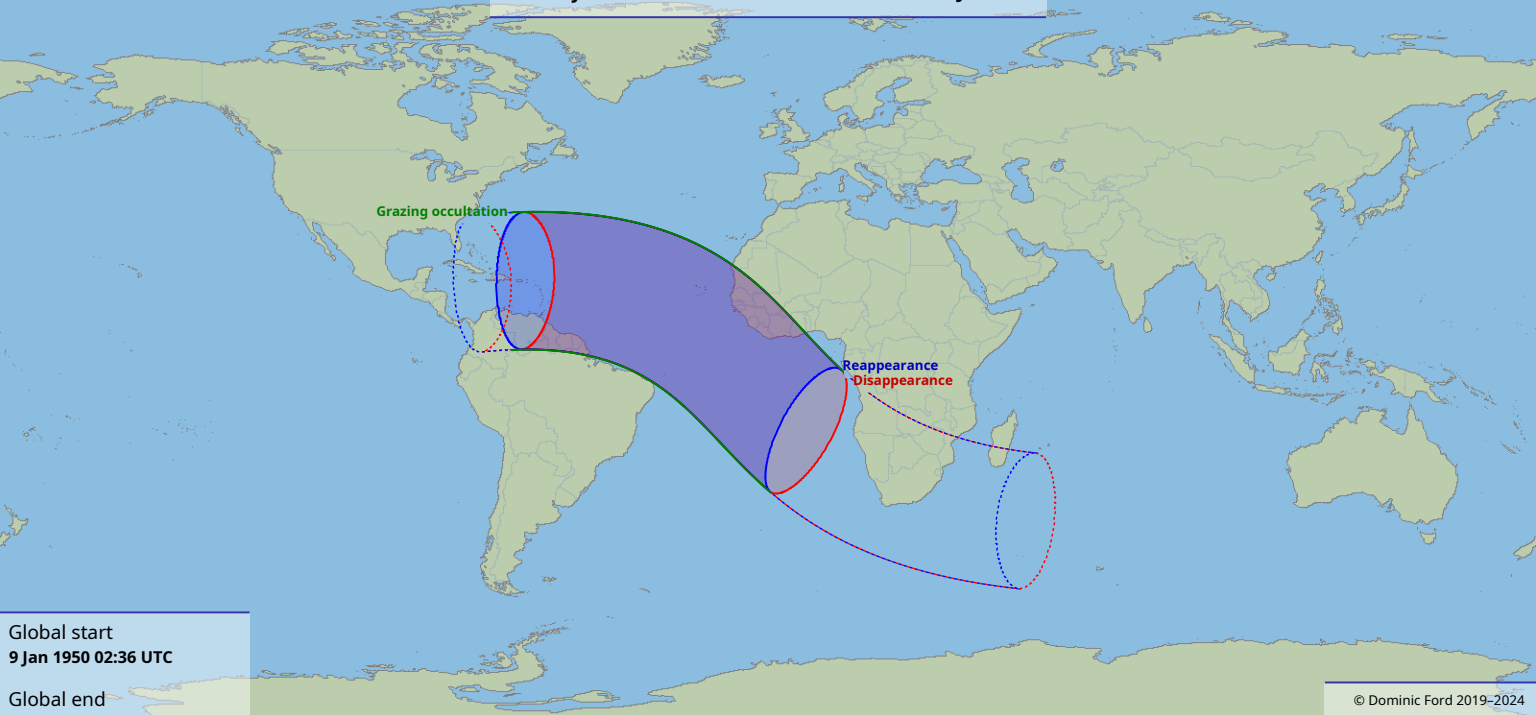 Grazing occultation
Reappearance
Disappearance
Global start
9 Jan 1950 02:36 UTC
Global end
© Dominic Ford 2019–2024